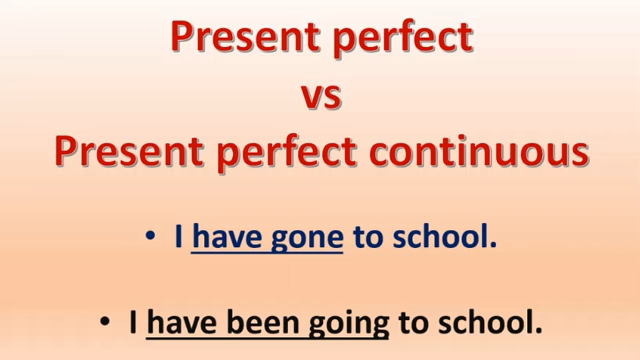 Present perfect
vs
Present perfect continuous
• I have gone to school.
• I have been going to school.